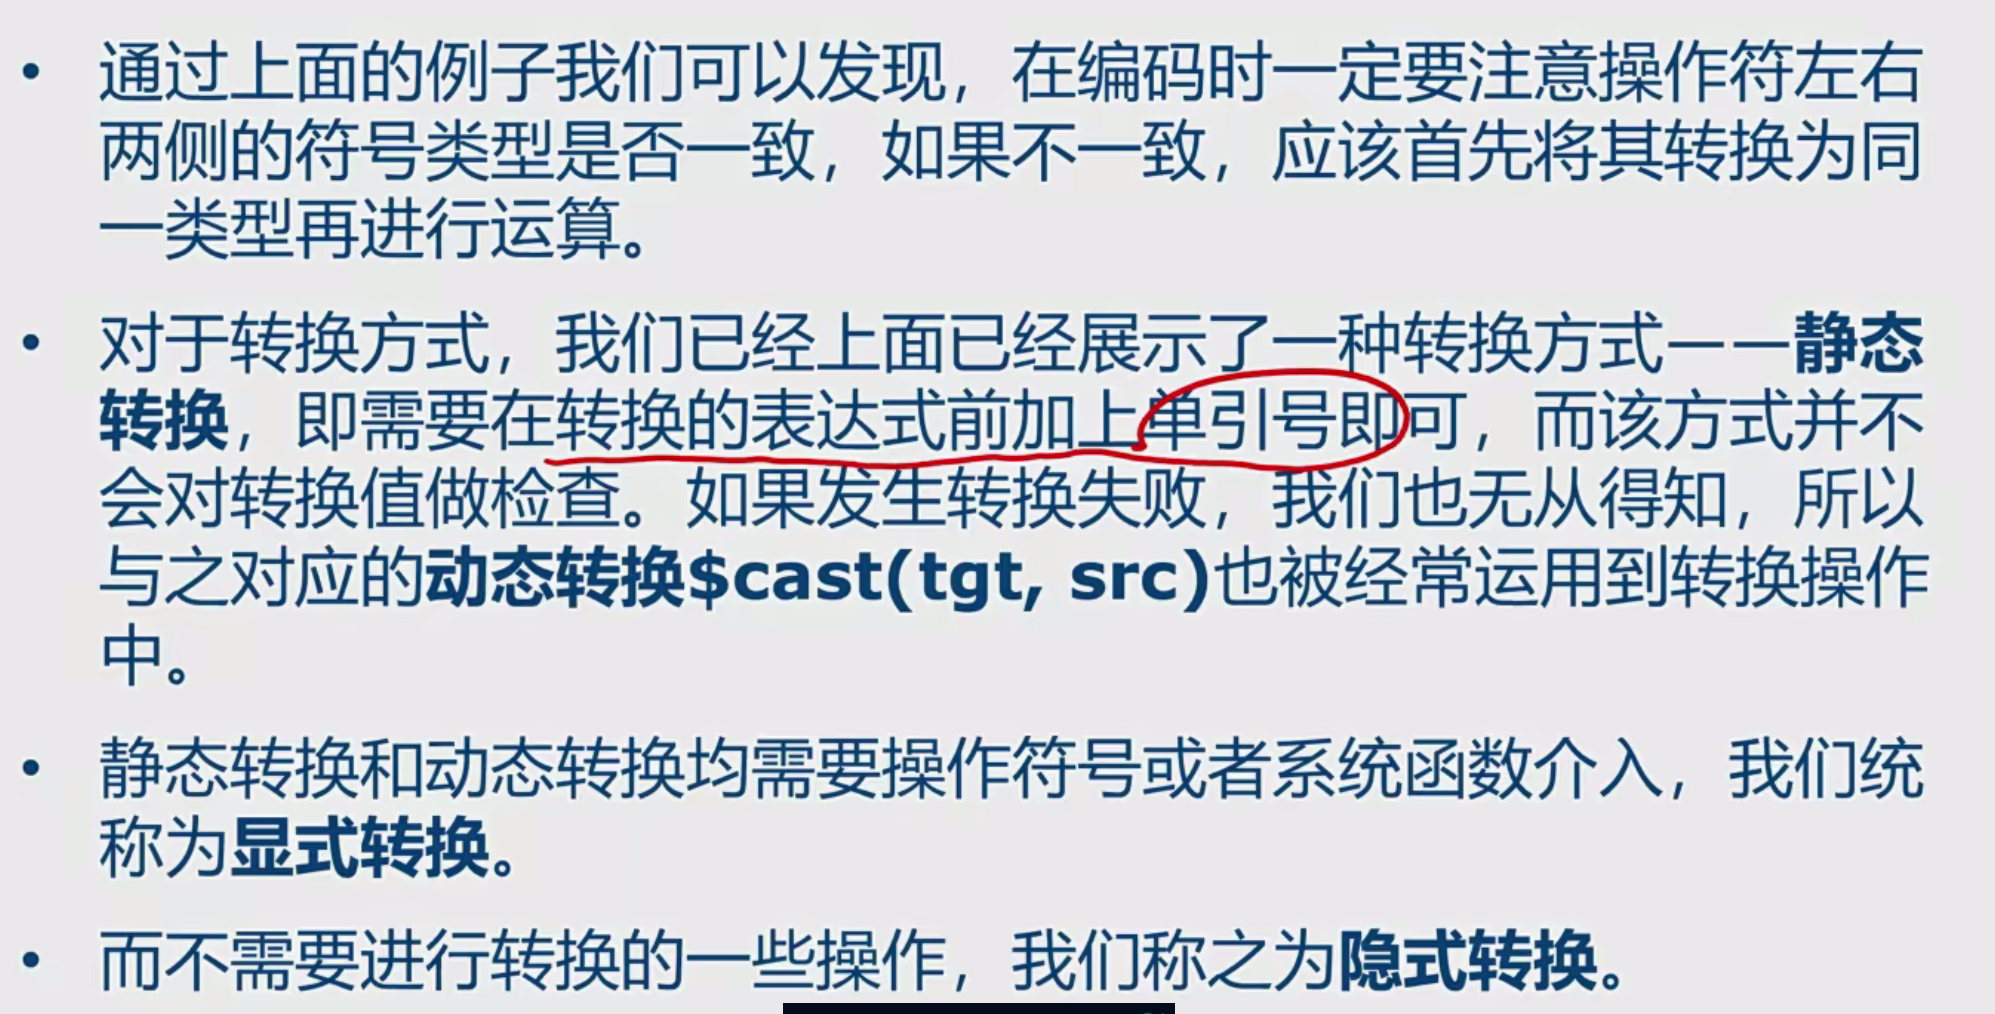 • 通过上面的例子我们可以发现，在编码时一定要注意操作符左右
两侧的符号类型是否一致，如果不一致，应该首先将其转换为同
一类型再进行运算。
• 对于转换方式，我们已经上面已经展示了一种转换方式——静态
转换，即需要在转换的表达式前加上单引号即可，而该方式并不
会对转换值做检查。如果发生转换失败，我们也无从得知，所以
与之对应的动态转换$cast(tgt, src)也被经常运用到转换操作
中。
• 静态转换和动态转换均需要操作符号或者系统函数介入，我们统
称为显式转换。
• 而不需要进行转换的一些操作，我们称之为隐式转换。